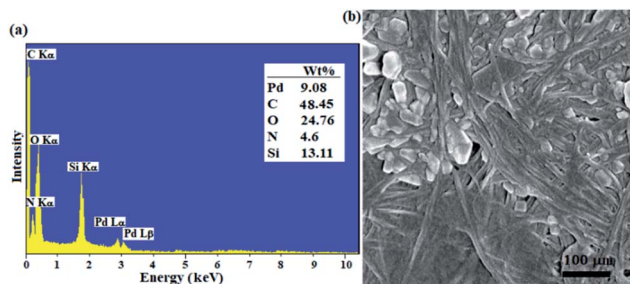 (a)
C Kα
O Kα
N Kα
Si Kα
Pd Lα
Pd Lβ
Wt%
Pd 9.08
C 48.45
O 24.76
N 4.6
Si 13.11
Intensity
0 1 2 3 4 5 6 7 8 9 10
Energy (keV)
(b)
100 µm